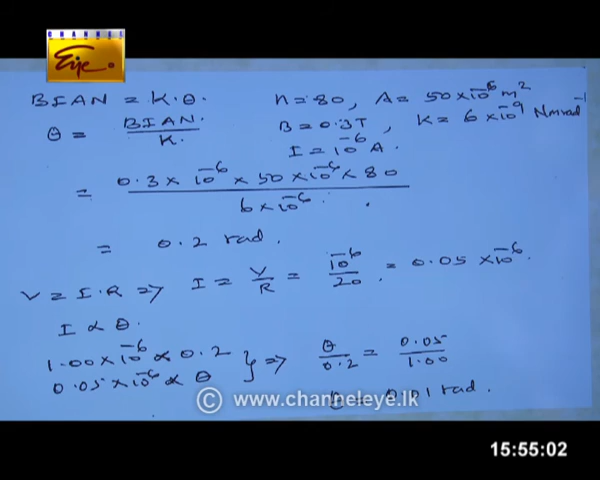 CHANNEL
Eye
BIAN = K.θ.
n=80, A= 50×10⁻⁶ m²
θ = BIAN/K.
B=0.3T, K= 6×10⁻⁹ Nmrad⁻¹
I=10⁻⁶ A.
= 0.3× 10⁻⁶ × 50 ×10⁻⁶ × 80
6×10⁻⁶.
= 0.2 rad.
V= I.R => I = V/R = 10⁻⁶/20. = 0.05 ×10⁻⁶.
I ∝ θ.
1.00×10⁻⁶ ∝ 0.2 } => θ/0.2 = 0.05/1.00
0.05×10⁻⁶ ∝ θ
© www.channeleye.lk
θ = 0.01 rad.
15:55:02